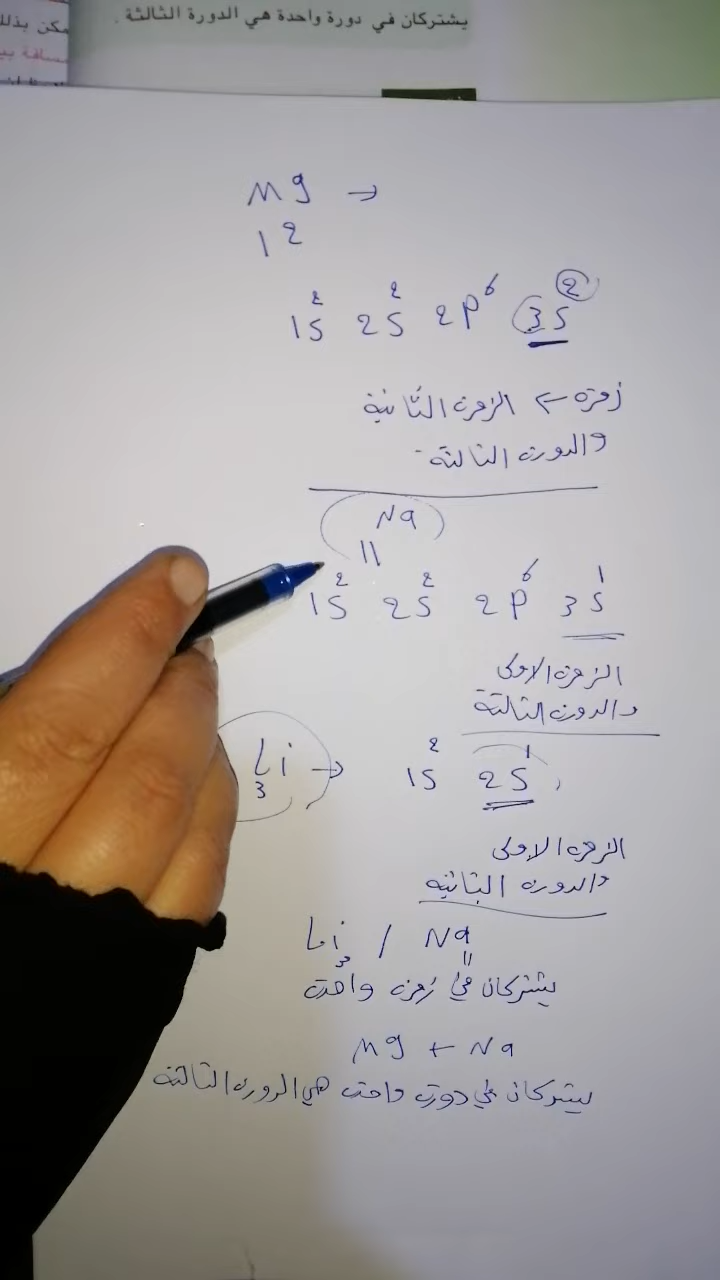 يشتركان في دورة واحدة هي الدورة الثالثة .
مكن بذلك
Mg →
12
1s² 2s² 2p⁶ 3s²
زمرة ← الزمرة الثانية
والدورة الثالثة
Na
11
1s² 2s² 2p⁶ 3s¹
الزمرة الاولى
والدورة الثالثة
Li → 1s² 2s¹
3
الزمرة الاولى
والدورة الثانية
Li / Na
3 11
يشتركان في زمرة واحدة
Mg + Na
يشتركان في دورة واحدة هي الدورة الثالثة